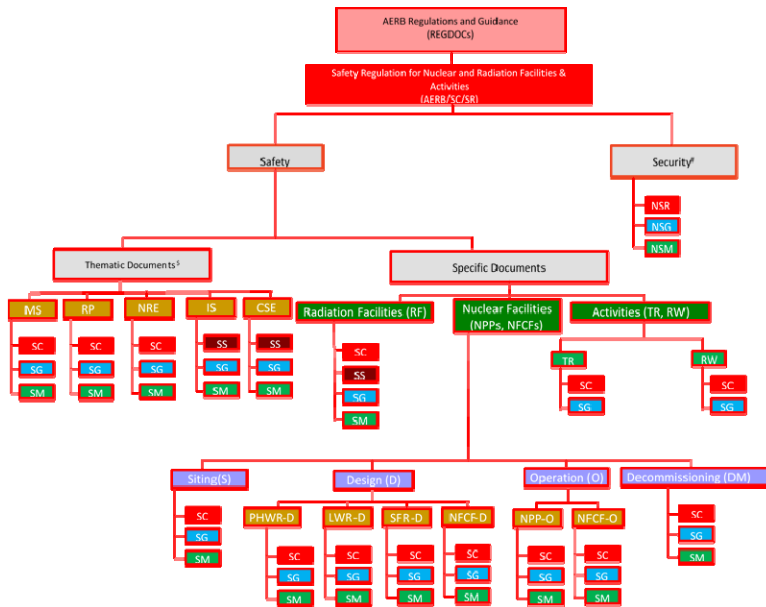 AERB Regulations and Guidance
(REGDOCs)
Safety Regulation for Nuclear and Radiation Facilities &
Activities
(AERB/SC/SR)
Safety
Security#
NSR
NSG
NSM
Thematic Documents$
Specific Documents
IMS
RP
NRE
IS
CSE
SC
SC
SC
SS
SS
SG
SG
SG
SG
SG
SM
SM
SM
SM
SM
Radiation Facilities (RF)
SC
SS
SG
SM
Nuclear Facilities
(NPPs, NFCFs)
Activities (TR, RW)
TR
RW
SC
SC
SG
SG
Siting(S)
Design (D)
Operation (O)
Decommissioning (DM)
SC
SG
SM
PHWR-D
LWR-D
SFR-D
NFCF-D
SC
SC
SC
SC
SG
SG
SG
SG
SM
SM
SM
SM
NPP-O
NFCF-O
SC
SC
SG
SG
SM
SM
SC
SG
SM